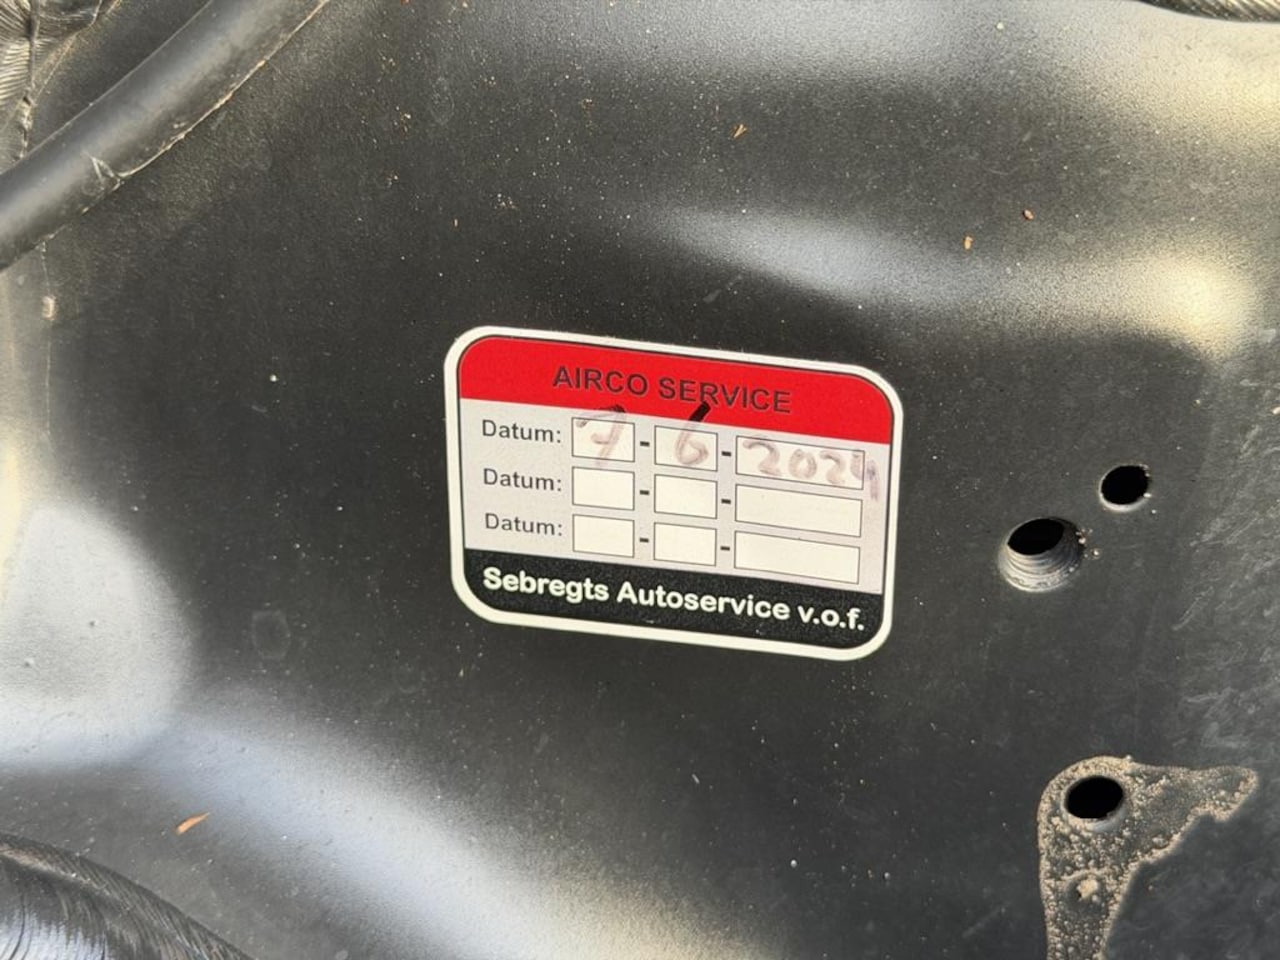 AIRCO SERVICE
Datum: 7 - 6 - 2024
Datum: - -
Datum: - -
Sebregts Autoservice v.o.f.